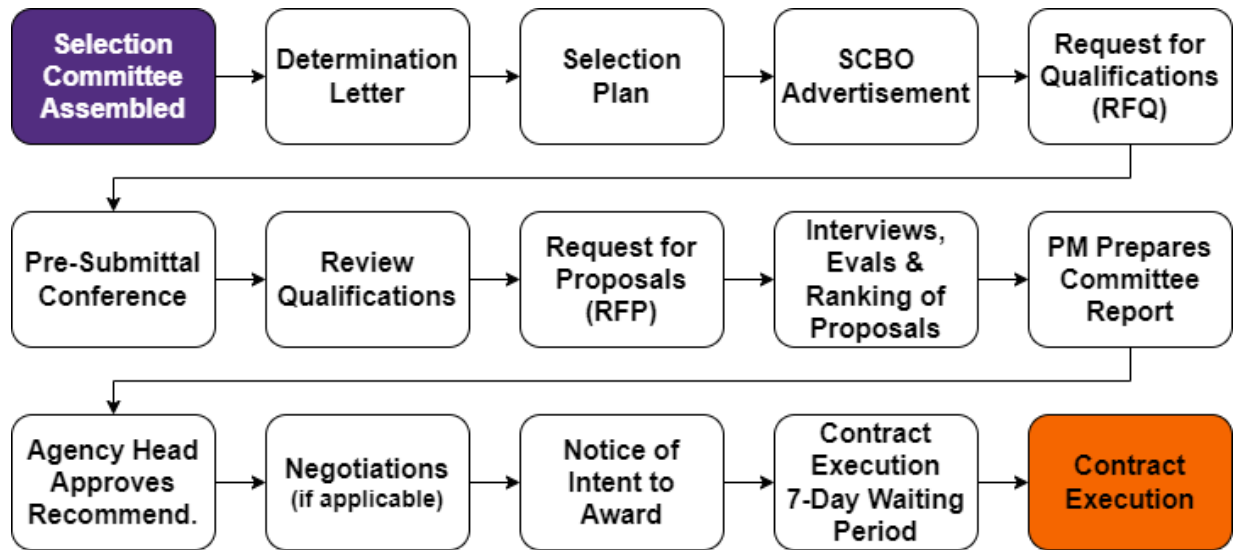 Selection
Committee
Assembled
Determination
Letter
Selection
Plan
SCBO
Advertisement
Request for
Qualifications
(RFQ)
Pre-Submittal
Conference
Review
Qualifications
Request for
Proposals
(RFP)
Interviews,
Evals &
Ranking of
Proposals
PM Prepares
Committee
Report
Agency Head
Approves
Recommend.
Negotiations
(if applicable)
Notice of
Intent to
Award
Contract
Execution
7-Day Waiting
Period
Contract
Execution